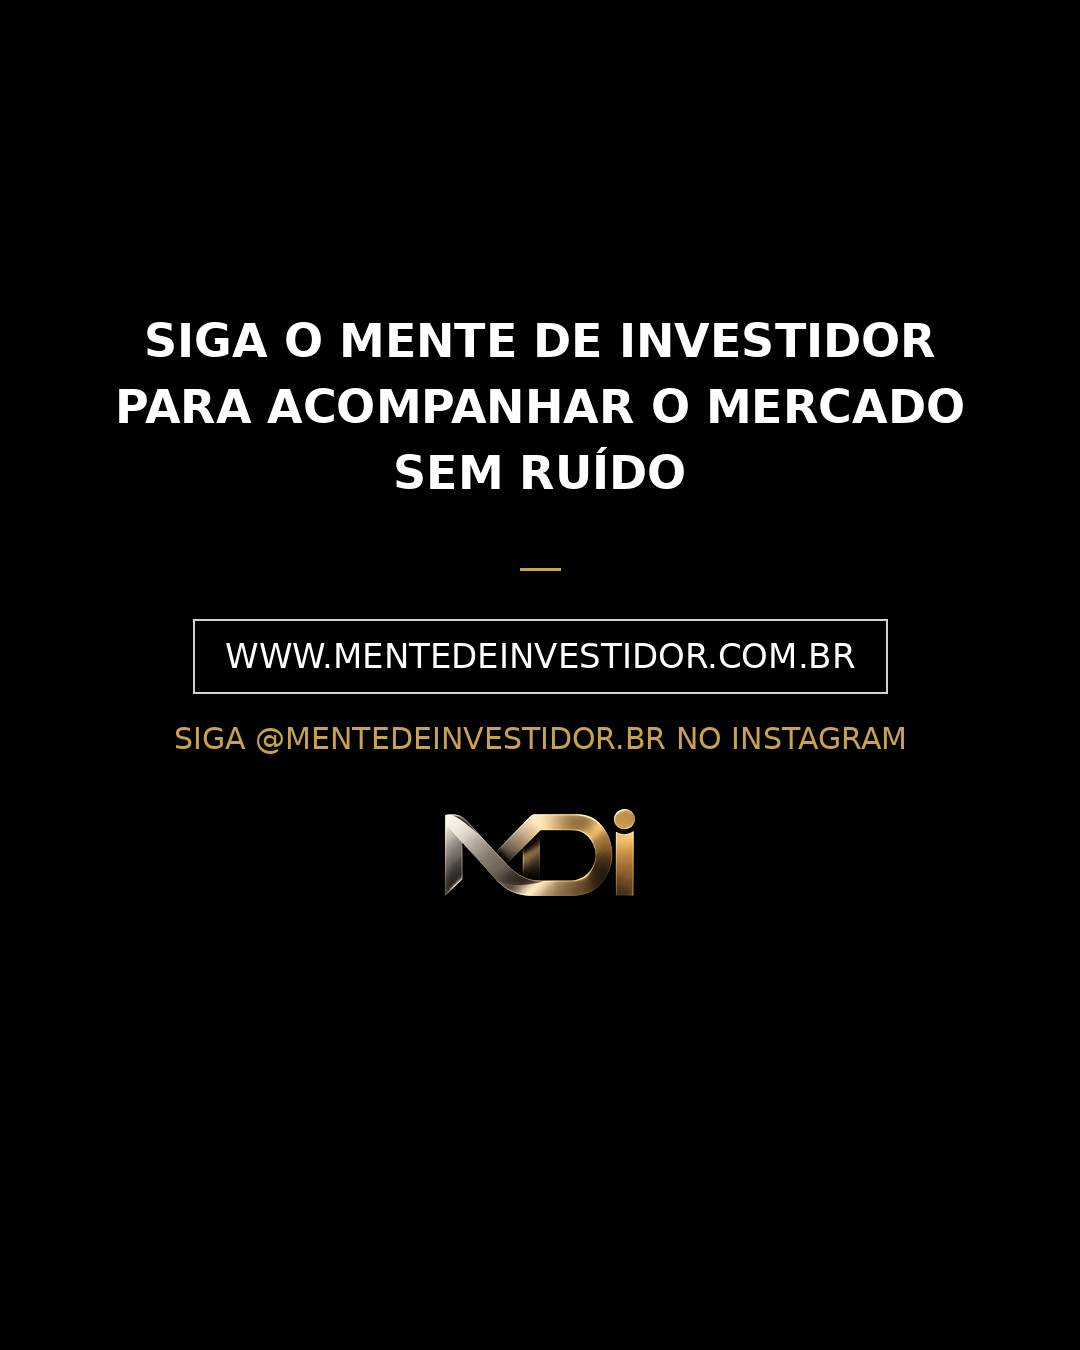 SIGA O MENTE DE INVESTIDOR
PARA ACOMPANHAR O MERCADO
SEM RUÍDO
WWW.MENTEDEINVESTIDOR.COM.BR
SIGA @MENTEDEINVESTIDOR.BR NO INSTAGRAM
MDi